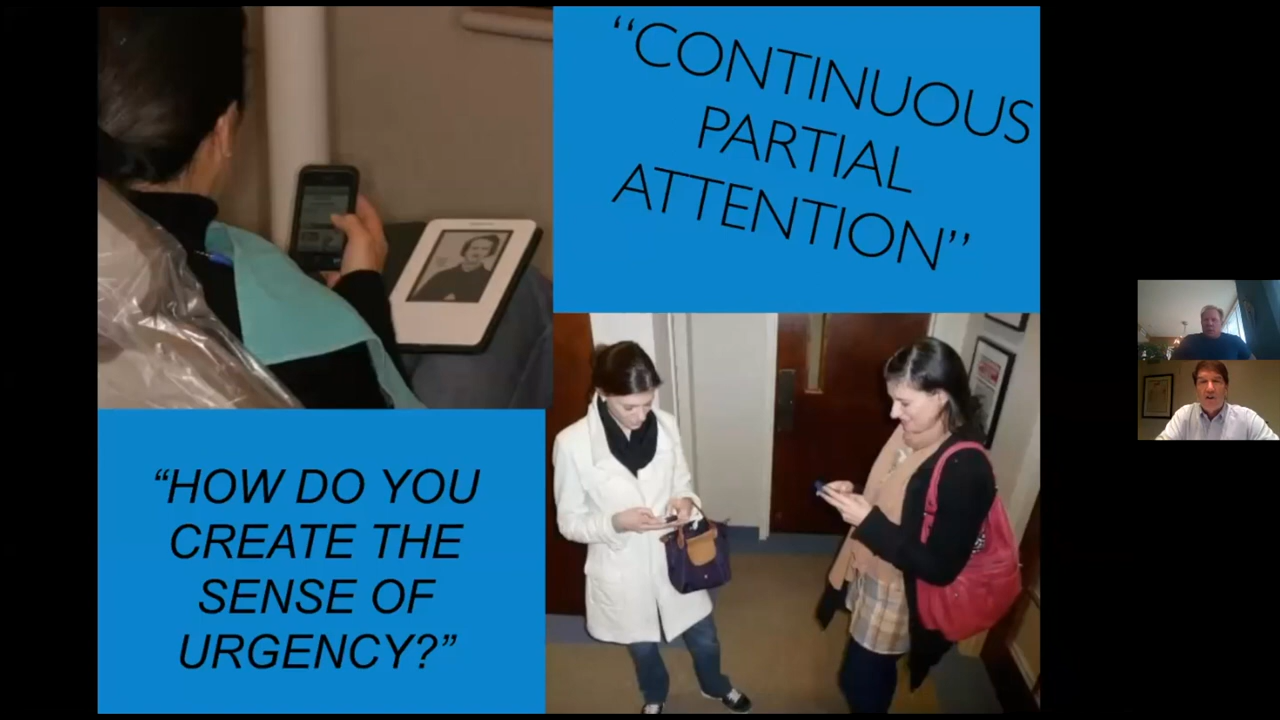 “CONTINUOUS
PARTIAL
ATTENTION”
“HOW DO YOU
CREATE THE
SENSE OF
URGENCY?”